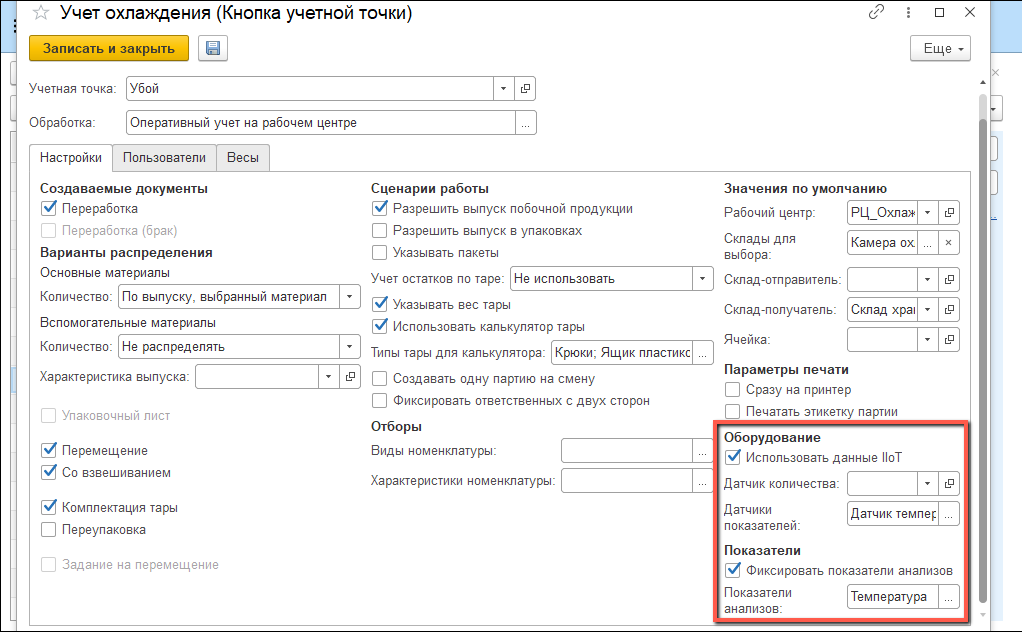 Учет охлаждения (Кнопка учетной точки)
Записать и закрыть
Еще
Учетная точка: Убой
Обработка: Оперативный учет на рабочем центре
Настройки Пользователи Весы
Создаваемые документы
Переработка
Переработка (брак)
Варианты распределения
Основные материалы
Количество: По выпуску, выбранный материал
Вспомогательные материалы
Количество: Не распределять
Характеристика выпуска:
Упаковочный лист
Перемещение
Со взвешиванием
Комплектация тары
Переупаковка
Задание на перемещение
Сценарии работы
Разрешить выпуск побочной продукции
Разрешить выпуск в упаковках
Указывать пакеты
Учет остатков по таре: Не использовать
Указывать вес тары
Использовать калькулятор тары
Типы тары для калькулятора: Крюки; Ящик пластикс ...
Создавать одну партию на смену
Фиксировать ответственных с двух сторон
Отборы
Виды номенклатуры: ...
Характеристики номенклатуры: ...
Значения по умолчанию
Рабочий центр: РЦ_Охлаж
Склады для
выбора:
Камера ох. ... ×
Склад-отправитель:
Склад-получатель: Склад хран
Ячейка:
Параметры печати
Сразу на принтер
Печатать этикетку партии
Оборудование
Использовать данные IIoT
Датчик количества:
Датчики
показателей:
Датчик темпер ...
Показатели
Фиксировать показатели анализов
Показатели
анализов:
Температура ...